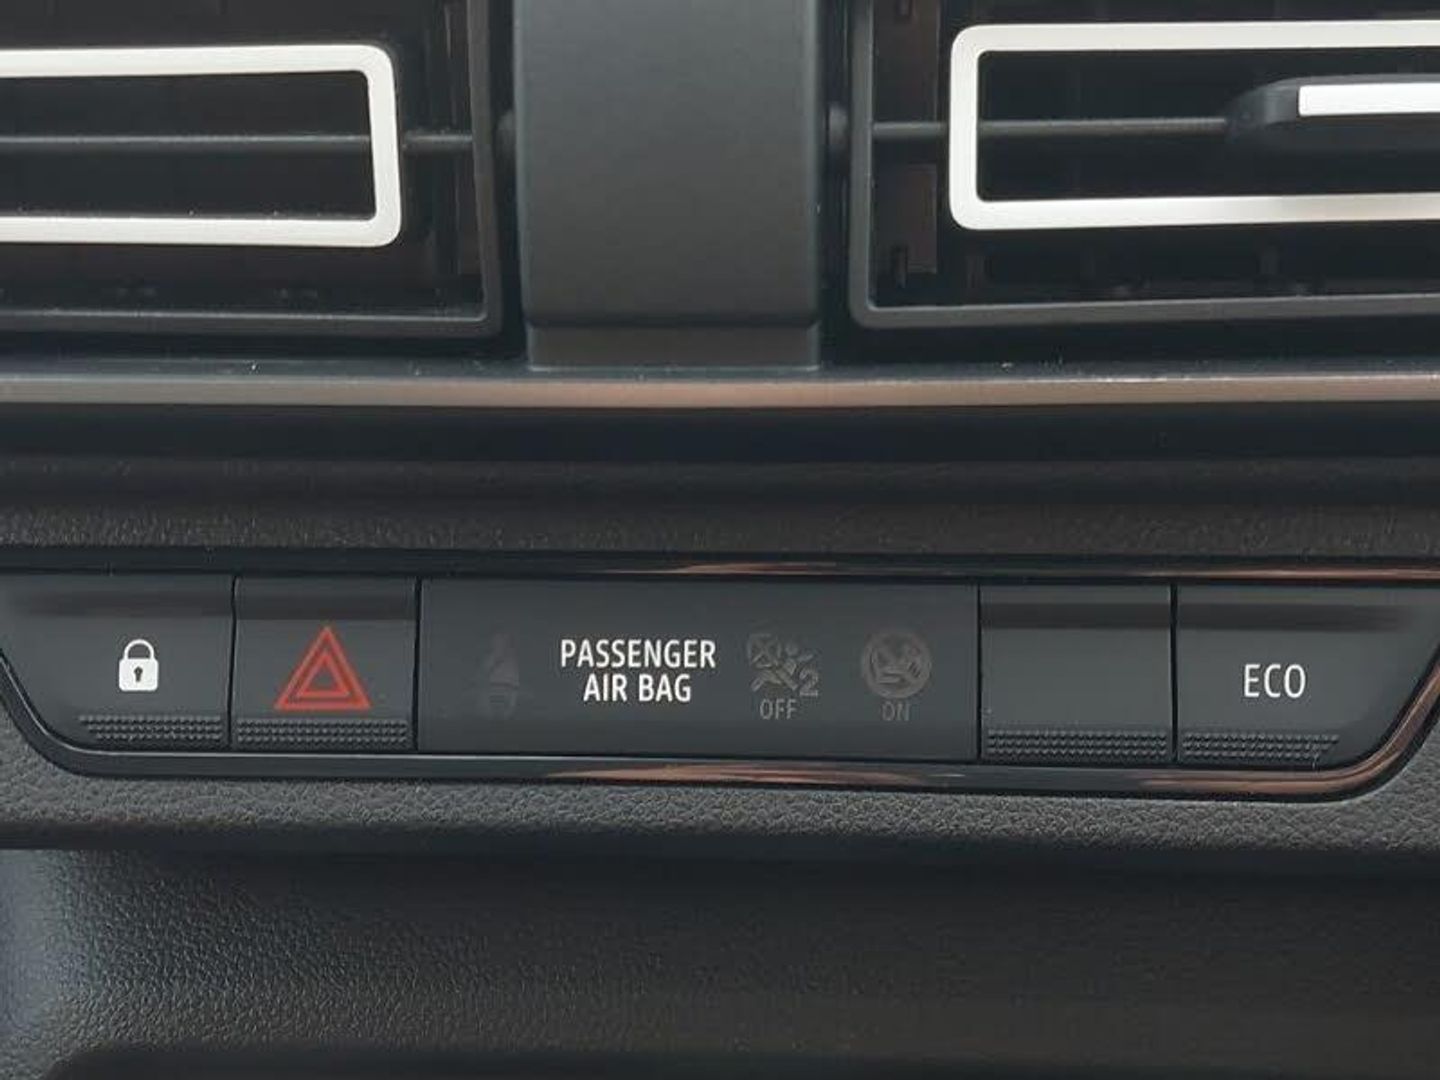 PASSENGER
AIR BAG
2
OFF
ON
ECO